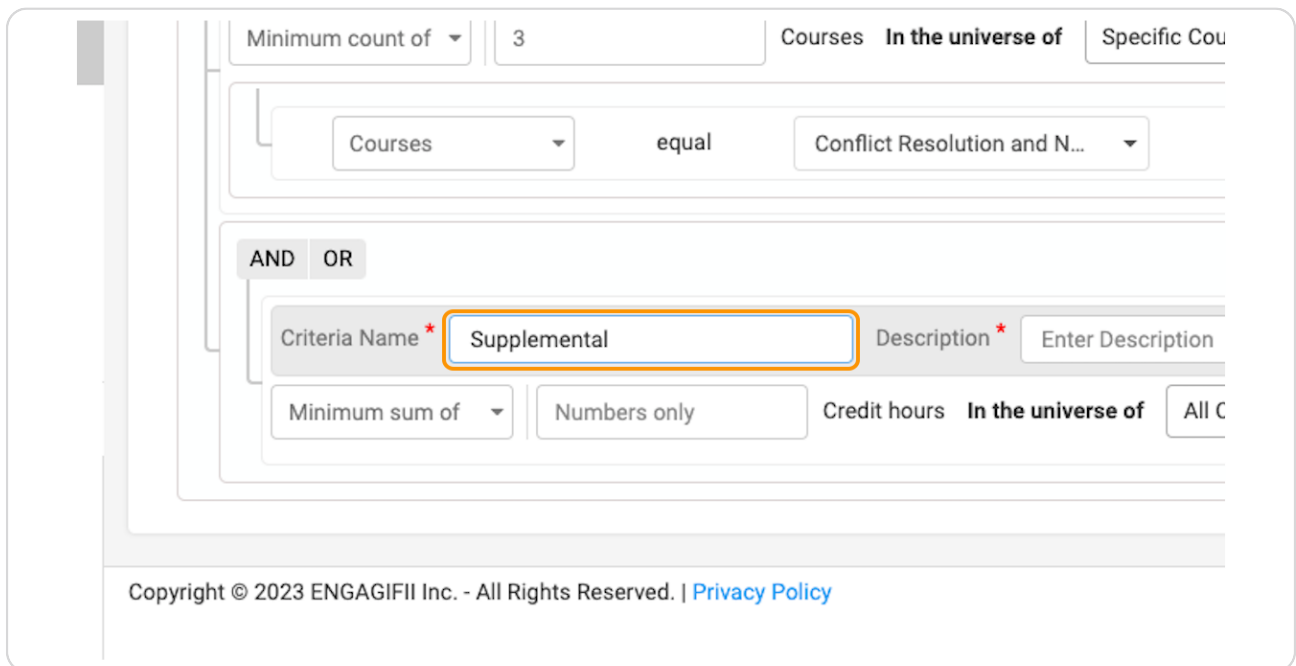 Minimum count of 3 Courses In the universe of Specific Cou
Courses equal Conflict Resolution and N...
AND OR
Criteria Name * Supplemental Description * Enter Description
Minimum sum of Numbers only Credit hours In the universe of All C
Copyright © 2023 ENGAGIFII Inc. - All Rights Reserved. | Privacy Policy